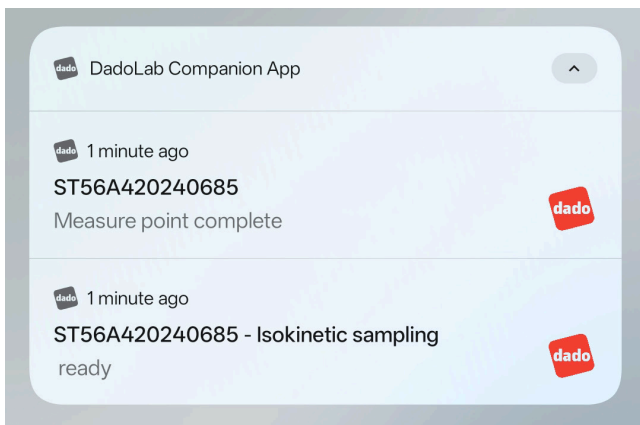 dado DadoLab Companion App
dado 1 minute ago
ST56A420240685
Measure point complete
dado
dado 1 minute ago
ST56A420240685 - Isokinetic sampling
ready
dado